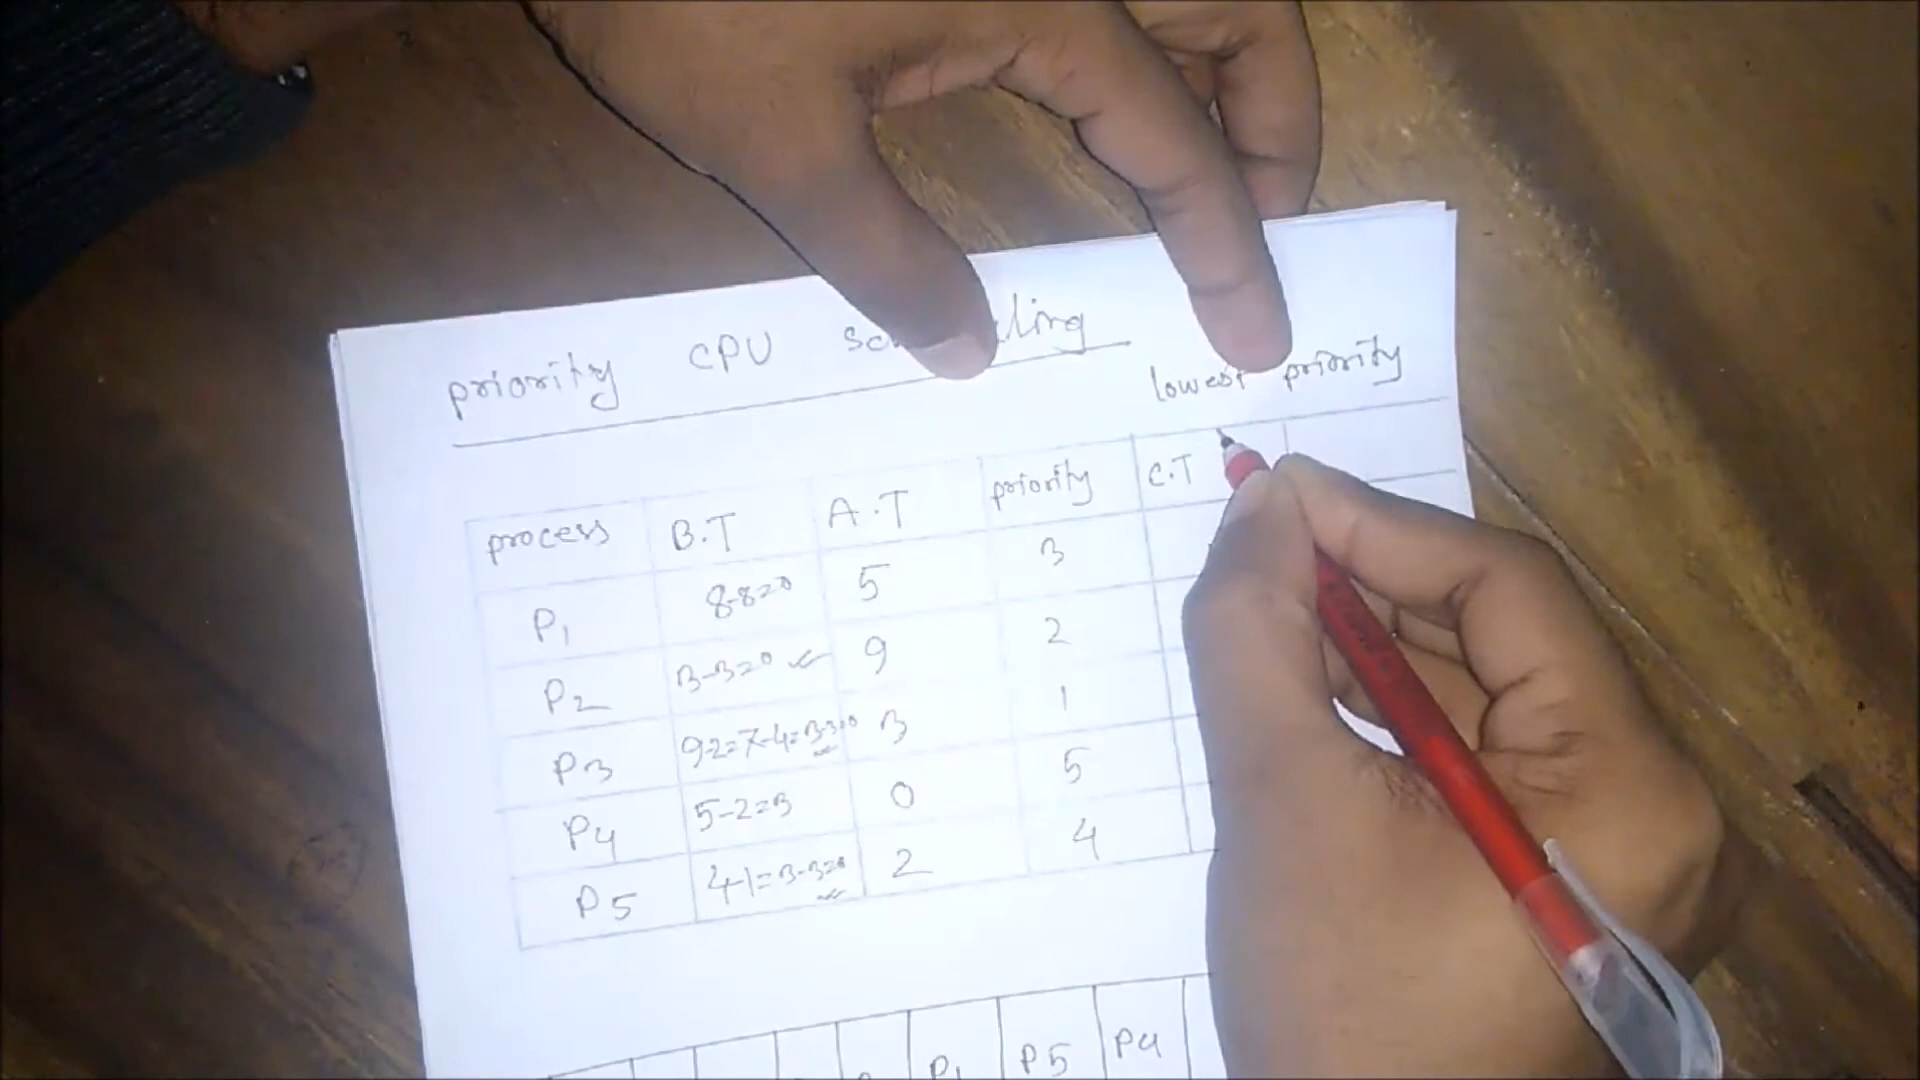 priority CPU
lowest priority
process B.T A.T priority C.T
P1 8-8=0 5 3
P2 3-3=0 9 2
P3 9-2=7-4=3-3=0 3 1
P4 5-2=3 0 5
P5 4-1=3-3=0 2 4
P1 P5 P4